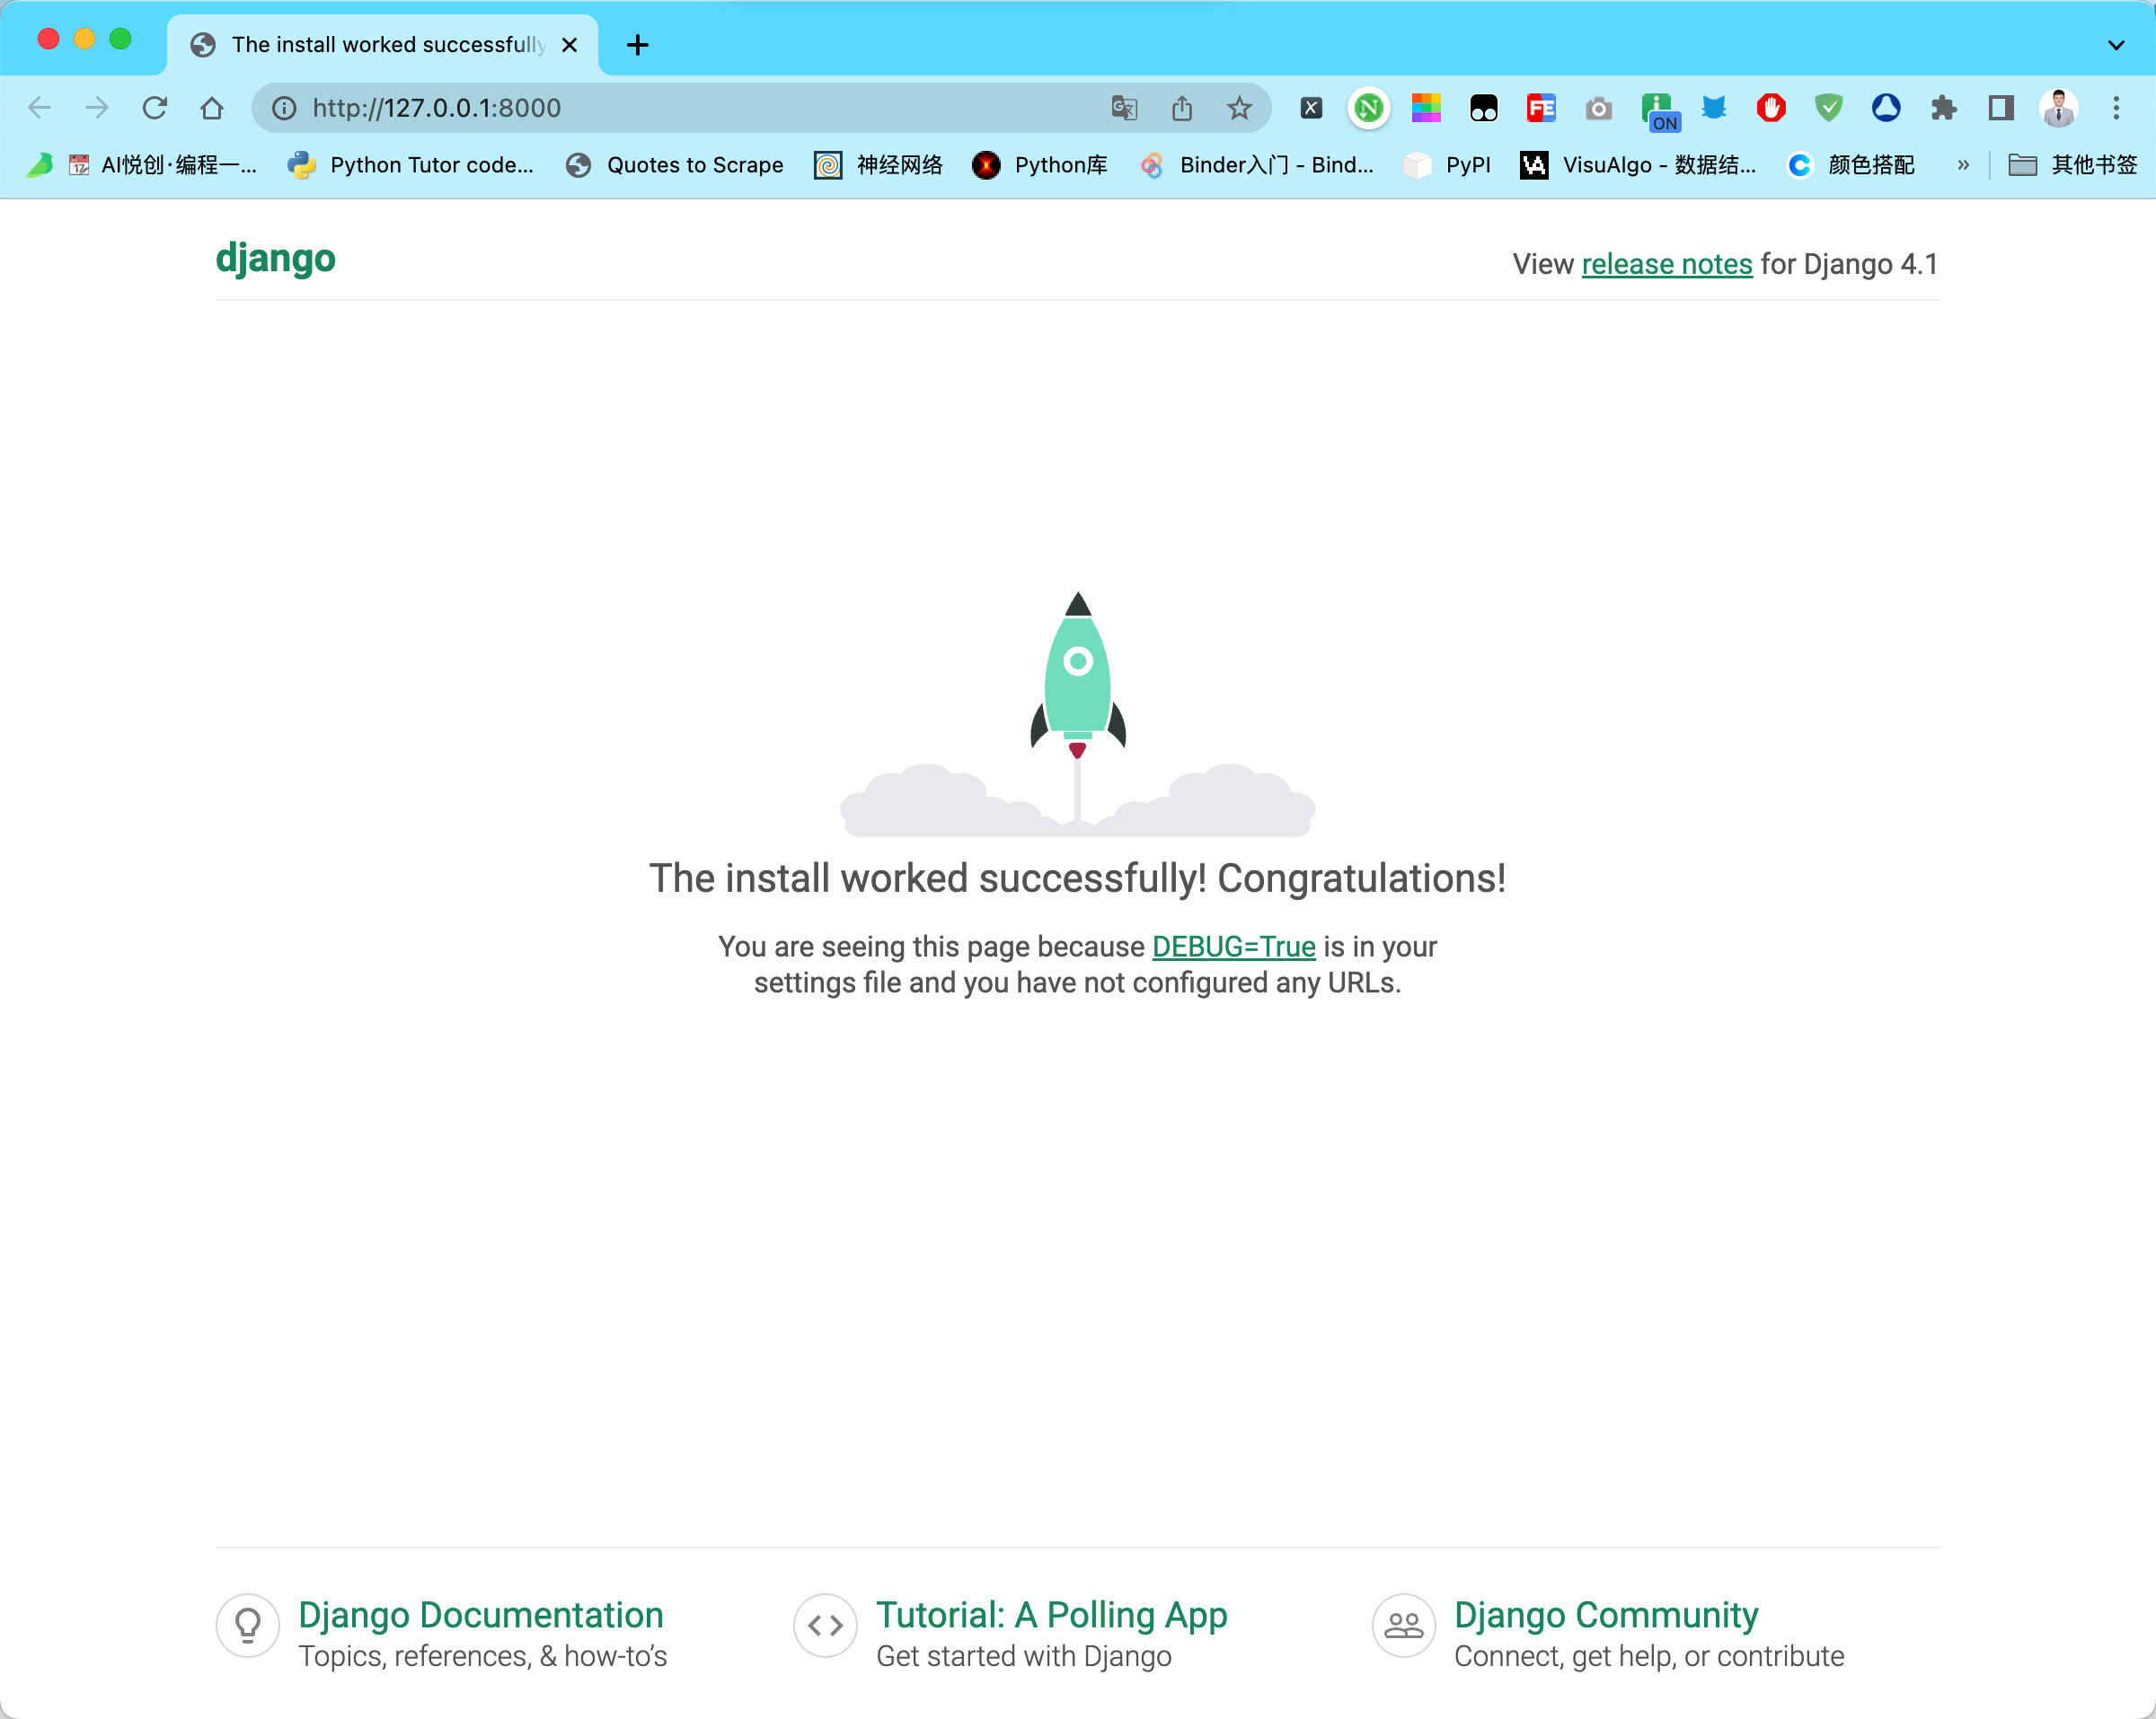 The install worked successfully
http://127.0.0.1:8000
ON
17
AI悦创·编程一...
Python Tutor code...
Quotes to Scrape
神经网络
Python库
Binder入门 - Bind...
PyPI
VisuAlgo - 数据结...
颜色搭配
»
其他书签
django
View release notes for Django 4.1
The install worked successfully! Congratulations!
You are seeing this page because DEBUG=True is in your
settings file and you have not configured any URLs.
Django Documentation
Topics, references, & how-to’s
Tutorial: A Polling App
Get started with Django
Django Community
Connect, get help, or contribute